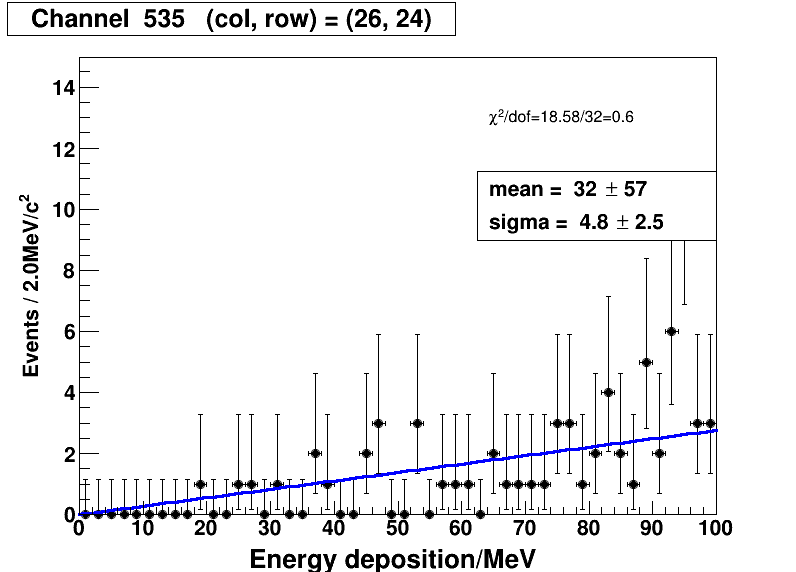 Channel 535 (col, row) = (26, 24)
χ²/dof=18.58/32=0.6
mean = 32 ± 57
sigma = 4.8 ± 2.5
Events / 2.0MeV/c²
14
12
10
8
6
4
2
0
0 10 20 30 40 50 60 70 80 90 100
Energy deposition/MeV